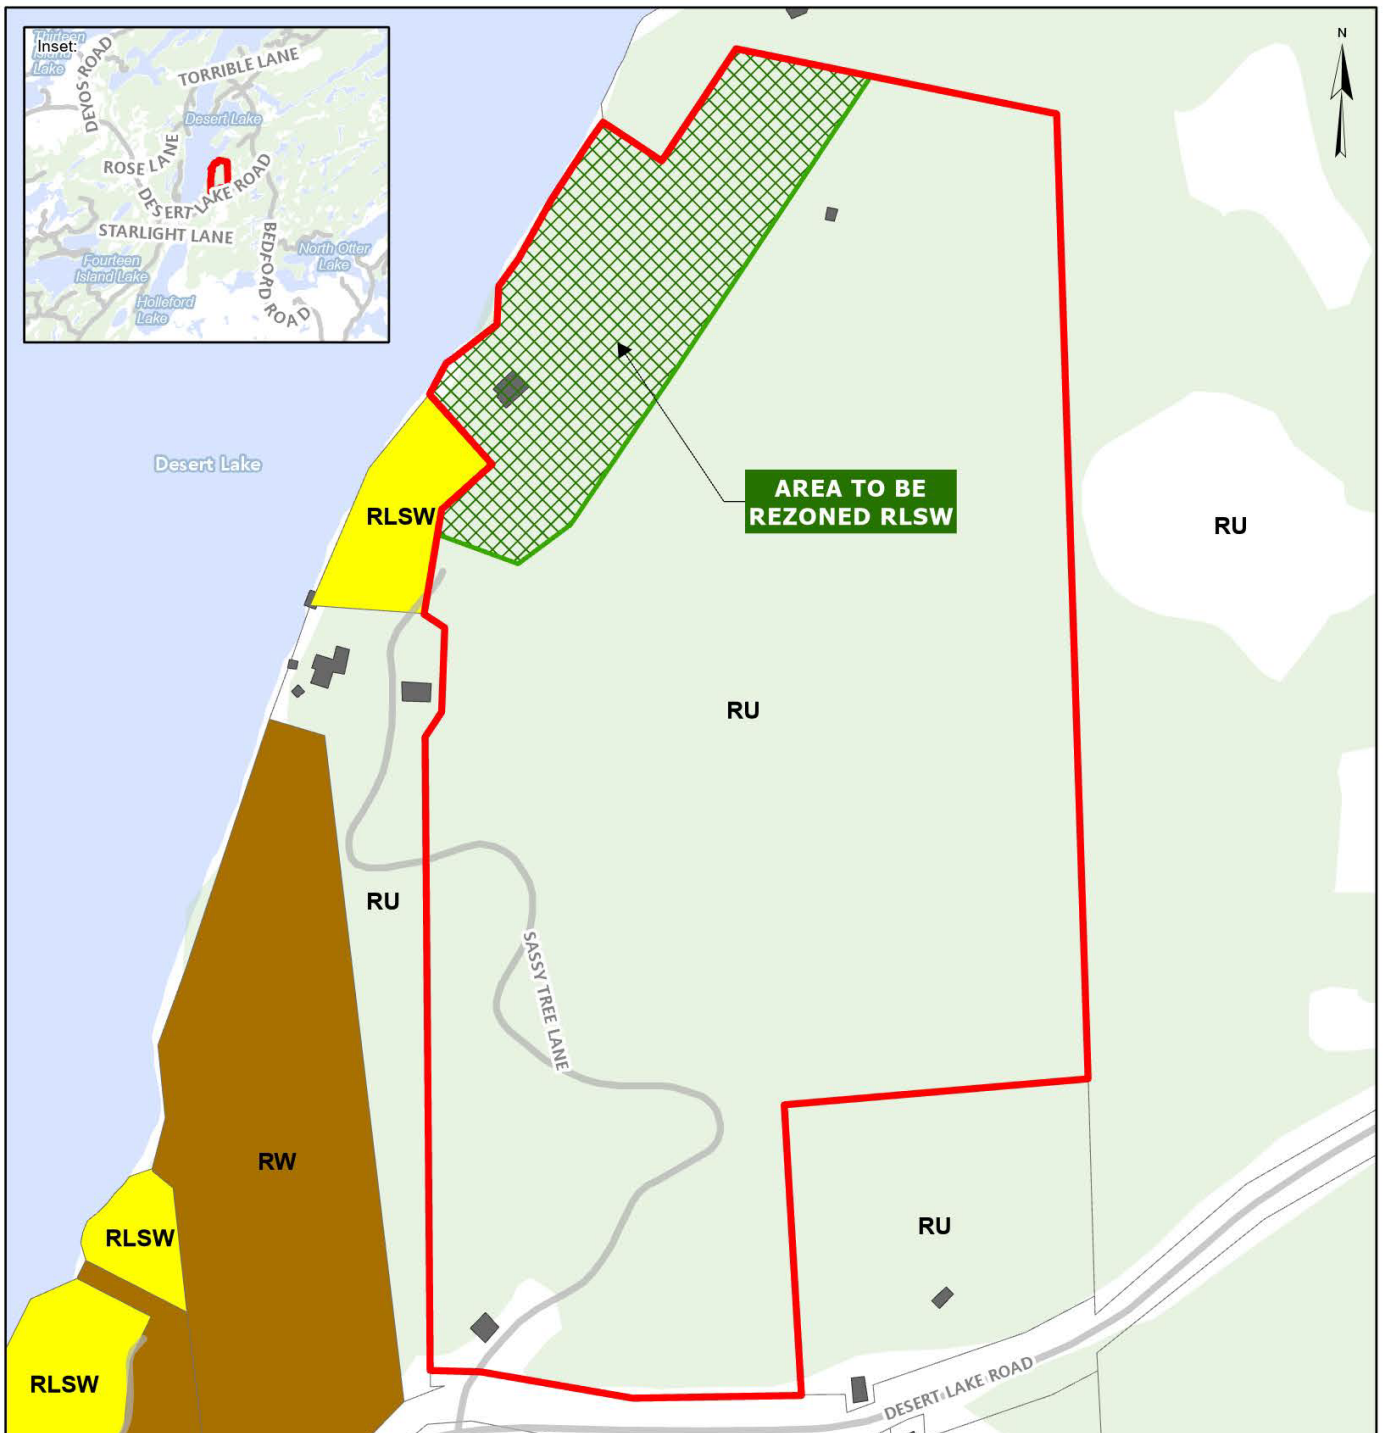 Inset:
Thirteen
Island
Lake
DEYOS ROAD
TORRIBLE LANE
Desert Lake
ROSE LANE
DESERT LAKE ROAD
STARLIGHT LANE
BEDFORD ROAD
North Otter
Lake
Fourteen
Island Lake
Holleford
Lake
N
Desert Lake
RLSW
AREA TO BE
REZONED RLSW
RU
RU
RU
SASSY TREE LANE
RW
RLSW
RU
RLSW
DESERT LAKE ROAD